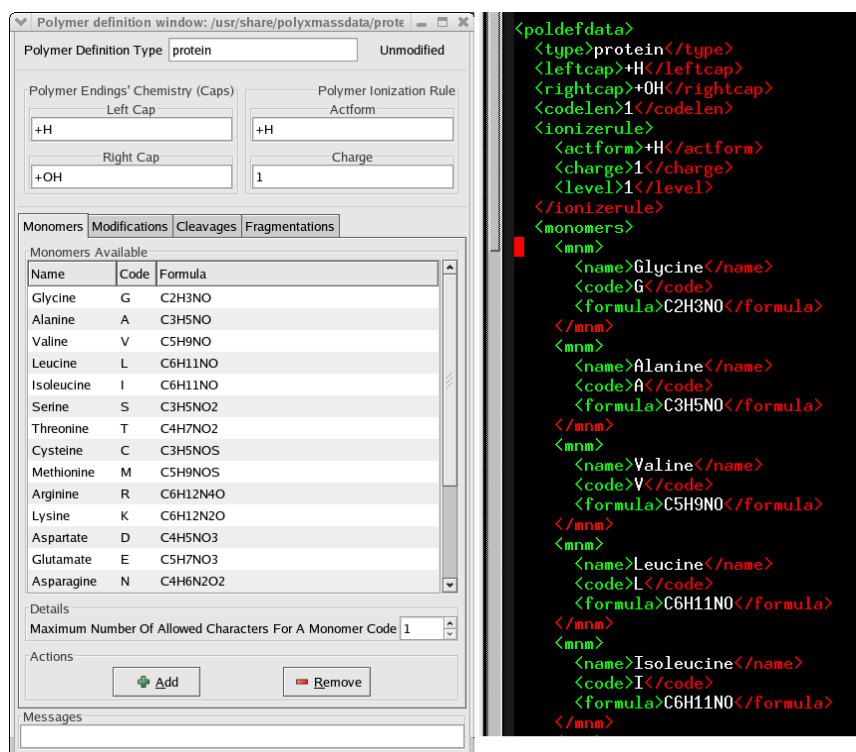 Polymer definition window: /usr/share/polyxmassdata/prote
Polymer Definition Type protein Unmodified
Polymer Endings' Chemistry (Caps) Polymer Ionization Rule
Left Cap Actform
+H +H
Right Cap Charge
+OH 1
Monomers Modifications Cleavages Fragmentations
Monomers Available
Name Code Formula
Glycine G C2H3NO
Alanine A C3H5NO
Valine V C5H9NO
Leucine L C6H11NO
Isoleucine I C6H11NO
Serine S C3H5NO2
Threonine T C4H7NO2
Cysteine C C3H5NOS
Methionine M C5H9NOS
Arginine R C6H12N4O
Lysine K C6H12N2O
Aspartate D C4H5NO3
Glutamate E C5H7NO3
Asparagine N C4H6N2O2
Details
Maximum Number Of Allowed Characters For A Monomer Code 1
Actions
Add Remove
Messages
<poldefdata>
<type>protein</type>
<leftcap>+H</leftcap>
<rightcap>+OH</rightcap>
<codelen>1</codelen>
<ionizerule>
<actform>+H</actform>
<charge>1</charge>
<level>1</level>
</ionizerule>
<monomers>
<mnm>
<name>Glycine</name>
<code>G</code>
<formula>C2H3NO</formula>
</mnm>
<mnm>
<name>Alanine</name>
<code>A</code>
<formula>C3H5NO</formula>
</mnm>
<mnm>
<name>Valine</name>
<code>V</code>
<formula>C5H9NO</formula>
</mnm>
<mnm>
<name>Leucine</name>
<code>L</code>
<formula>C6H11NO</formula>
</mnm>
<mnm>
<name>Isoleucine</name>
<code>I</code>
<formula>C6H11NO</formula>
</mnm>